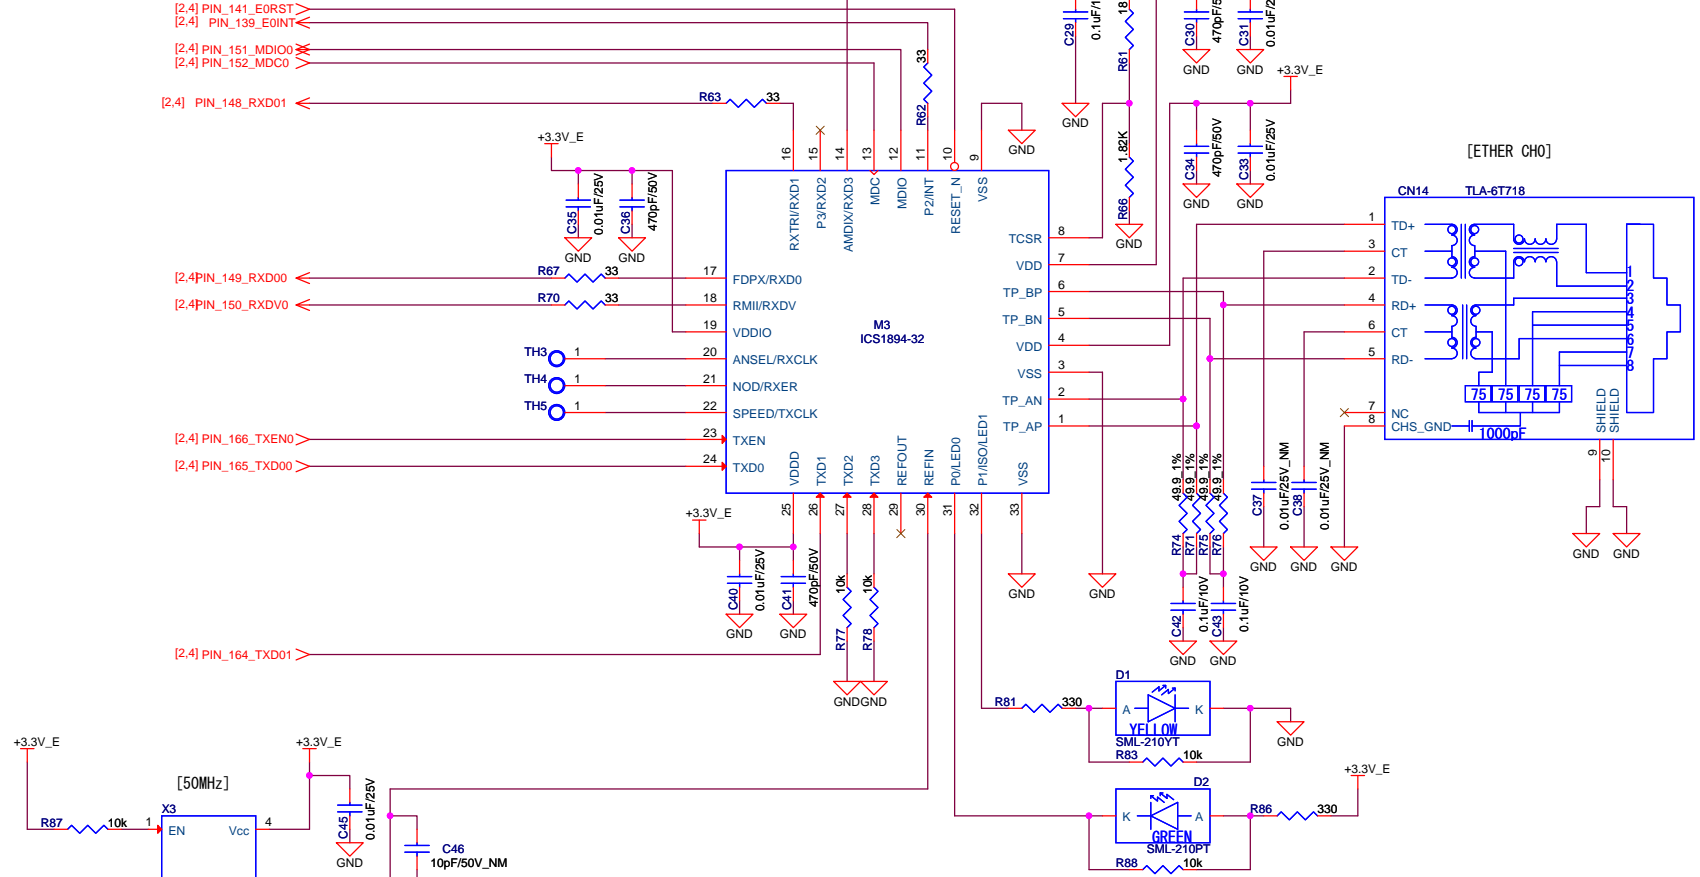 [2,4] PIN_141_E0RST
[2,4] PIN_139_E0INT
[2,4] PIN_151_MDIO0
[2,4] PIN_152_MDC0
[2,4] PIN_148_RXD01
R63
33
33
R62
C29
R61
18
C30
C31
GND
GND
GND
+3.3V_E
+3.3V_E
C35
0.01uF/25V
C36
470pF/50V
GND
GND
16
15
14
13
12
11
10
9
GND
RXTRI/RXD1
P3/RXD2
AMDIX/RXD3
MDC
MDIO
P2/INT
RESET_N
VSS
R66
1.82K
GND
C34
470pF/50V
C33
0.01uF/25V
GND
GND
[ETHER CH0]
CN14
TLA-6T718
[2,4]PIN_149_RXD00
R67
33
17
FDPX/RXD0
[2,4]PIN_150_RXDV0
R70
33
18
RMII/RXDV
19
VDDIO
TH3
1
20
ANSEL/RXCLK
TH4
1
21
NOD/RXER
TH5
1
22
SPEED/TXCLK
[2,4] PIN_166_TXEN0
23
TXEN
[2,4] PIN_165_TXD00
24
TXD0
M3
ICS1894-32
TCSR
8
VDD
7
TP_BP
6
TP_BN
5
VDD
4
VSS
3
TP_AN
2
TP_AP
1
1
TD+
3
CT
2
TD-
4
RD+
6
CT
5
RD-
7
NC
8
CHS_GND
1
2
3
4
5
6
7
8
75
75
75
75
1000pF
SHIELD
SHIELD
9
10
GND
GND
VDDD
TXD1
TXD2
TXD3
REFOUT
REFIN
P0/LED0
P1/ISO/LED1
VSS
25
26
27
28
29
30
31
32
33
+3.3V_E
C40
0.01uF/25V
C41
470pF/50V
GND
GND
R77
10k
R78
10k
GND
GND
GND
GND
R74
49.9_1%
R71
49.9_1%
R75
49.9_1%
R76
49.9_1%
C37
0.01uF/25V_NM
C38
0.01uF/25V_NM
GND
GND
GND
C42
0.1uF/10V
C43
0.1uF/10V
GND
GND
[2,4] PIN_164_TXD01
R81
330
D1
A
K
YELLOW
SML-210YT
R83
10k
GND
D2
K
A
GREEN
SML-210PT
R88
10k
R86
330
+3.3V_E
+3.3V_E
+3.3V_E
[50MHz]
X3
R87
10k
1
EN
Vcc
4
C45
0.01uF/25V
GND
C46
10pF/50V_NM